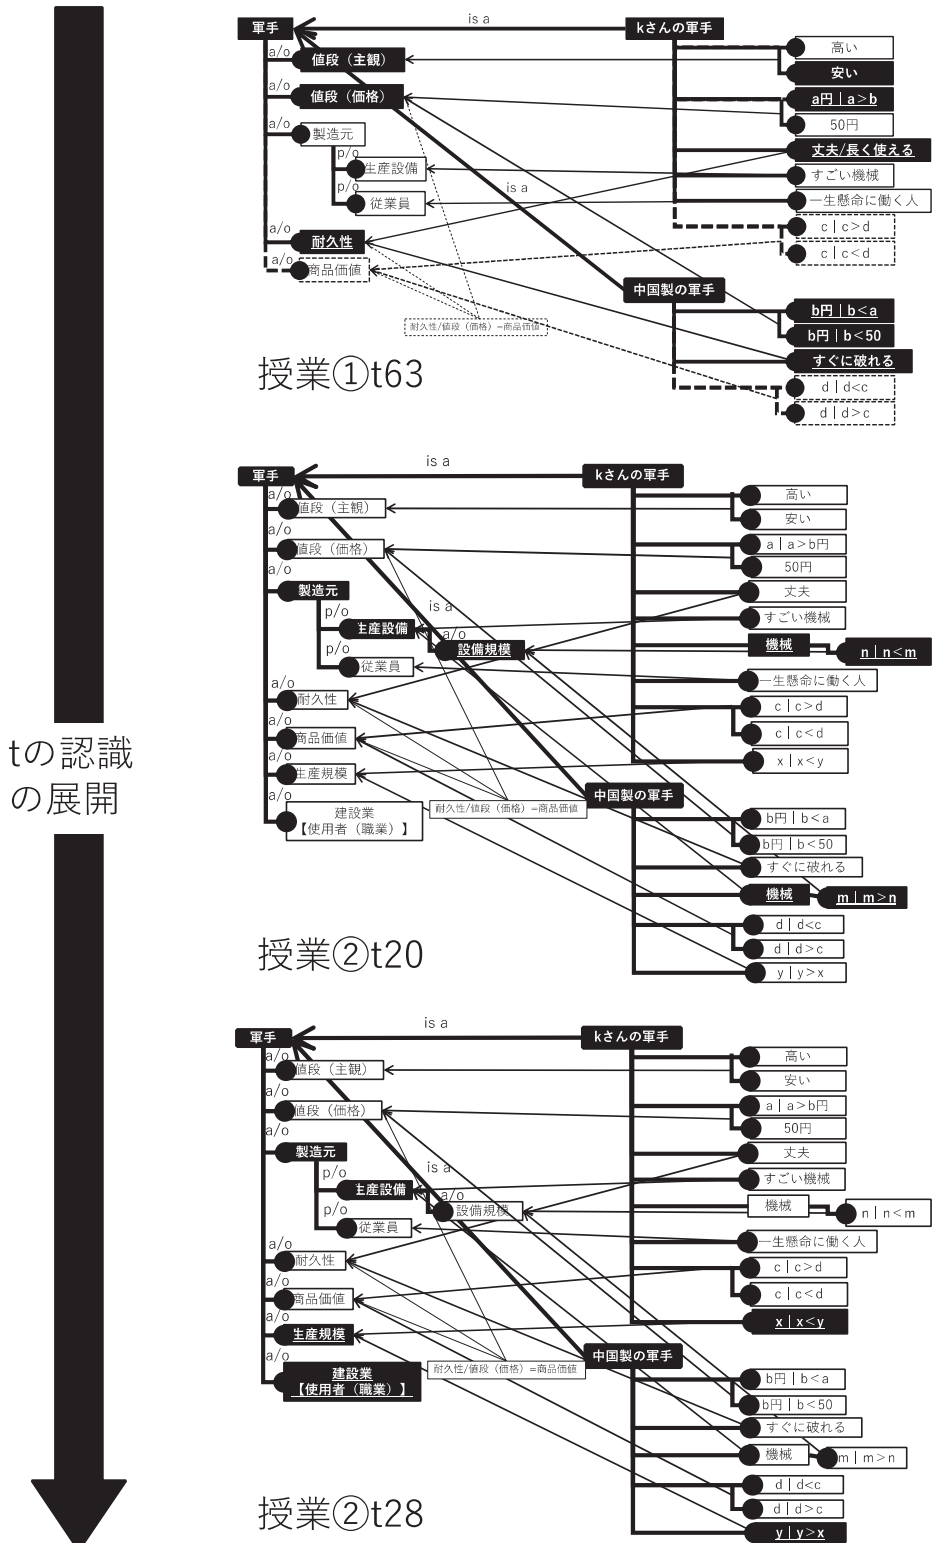 tの認識
の展開
軍手
is a
kさんの軍手
a/o
値段（主観）
a/o
値段（価格）
a/o
製造元
p/o
生産設備
p/o
従業員
a/o
耐久性
a/o
商品価値
is a
高い
安い
a円 | a>b
50円
丈夫/長く使える
すごい機械
一生懸命に働く人
c | c>d
c | c<d
中国製の軍手
b円 | b<a
b円 | b<50
すぐに破れる
d | d<c
d | d>c
耐久性/値段（価格）=商品価値
授業①t63
軍手
is a
kさんの軍手
a/o
値段（主観）
a/o
値段（価格）
a/o
製造元
is a
p/o
生産設備
a/o
設備規模
p/o
従業員
a/o
耐久性
a/o
商品価値
a/o
生産規模
a/o
建設業
【使用者（職業）】
高い
安い
a | a>b円
50円
丈夫
すごい機械
機械
n | n<m
一生懸命に働く人
c | c>d
c | c<d
x | x<y
中国製の軍手
耐久性/値段（価格）=商品価値
b円 | b<a
b円 | b<50
すぐに破れる
機械
m | m>n
d | d<c
d | d>c
y | y>x
授業②t20
軍手
is a
kさんの軍手
a/o
値段（主観）
a/o
値段（価格）
a/o
製造元
is a
p/o
生産設備
a/o
設備規模
p/o
従業員
a/o
耐久性
a/o
商品価値
a/o
生産規模
a/o
建設業
【使用者（職業）】
高い
安い
a | a>b円
50円
丈夫
すごい機械
機械
n | n<m
一生懸命に働く人
c | c>d
c | c<d
x | x<y
中国製の軍手
耐久性/値段（価格）=商品価値
b円 | b<a
b円 | b<50
すぐに破れる
機械
m | m>n
d | d<c
d | d>c
y | y>x
授業②t28